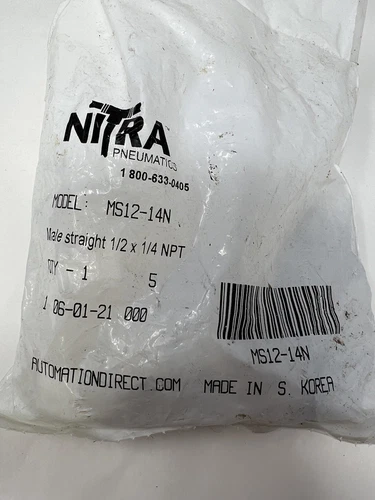 NITRA
PNEUMATICS
1 800-633-0405
MODEL: MS12-14N
Male straight 1/2 x 1/4 NPT
QTY - 1 5
1 06-01-21 000
MS12-14N
AUTOMATIONDIRECT.COM MADE IN S. KOREA